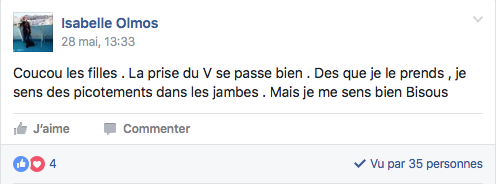 Isabelle Olmos
28 mai, 13:33
Coucou les filles . La prise du V se passe bien . Des que je le prends , je
sens des picotements dans les jambes . Mais je me sens bien Bisous
J'aime Commenter
4 Vu par 35 personnes